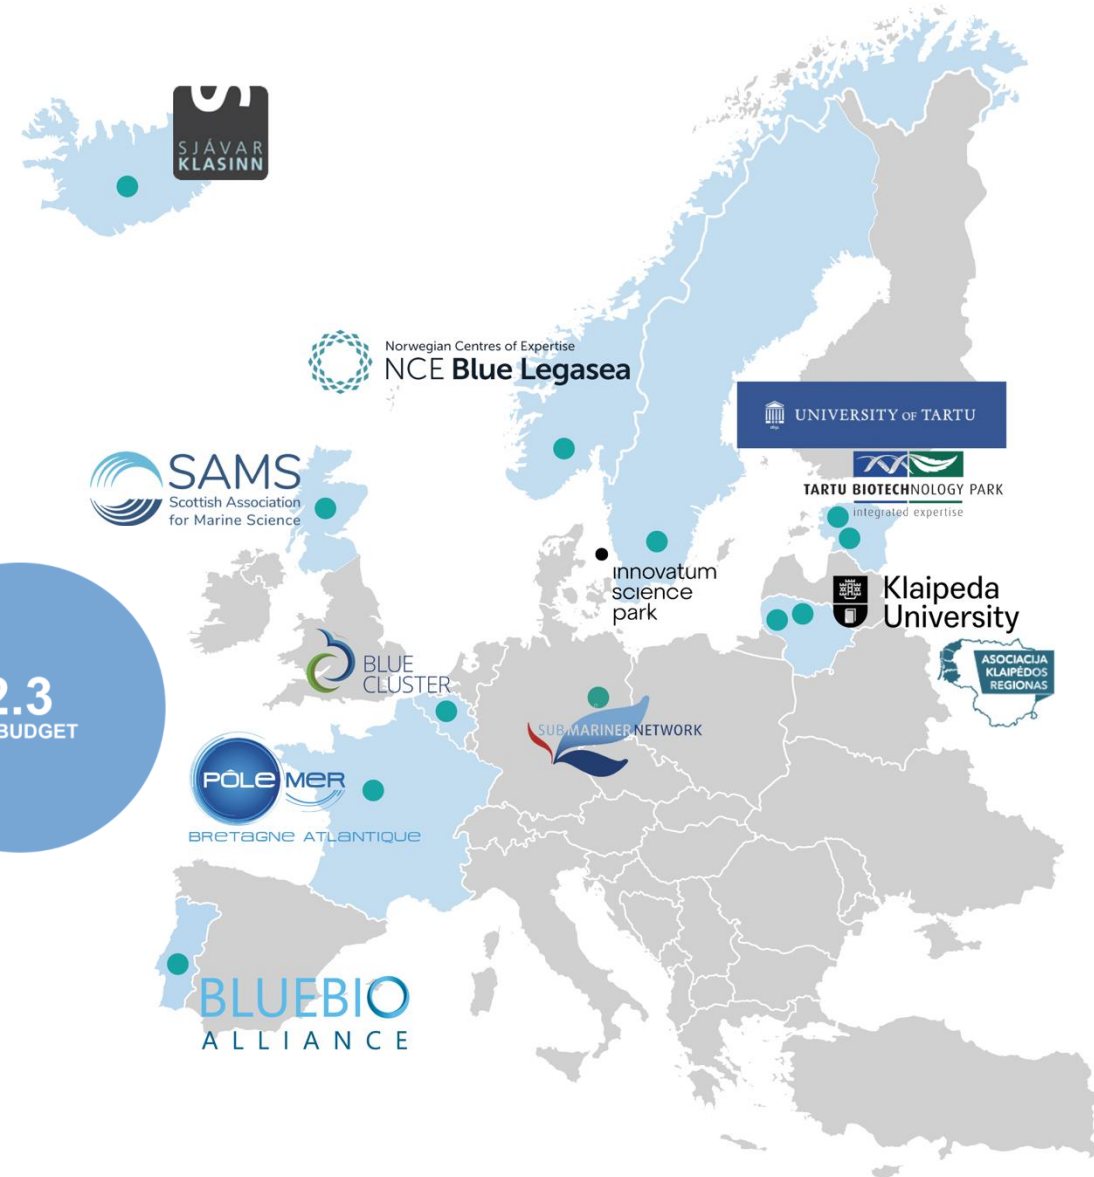 SJÁVAR
KLASINN
Norwegian Centres of Expertise
NCE Blue Legasea
UNIVERSITY OF TARTU
TARTU BIOTECHNOLOGY PARK
integrated expertise
SAMS
Scottish Association
for Marine Science
innovatum
science
park
Klaipeda
University
ASOCIACIJA
KLAIPĖDOS
REGIONAS
BLUE
CLUSTER
2.3
BUDGET
SUBMARINER NETWORK
PÔLE MER
BRETAGNE ATLANTIQUE
BLUEBIO
ALLIANCE